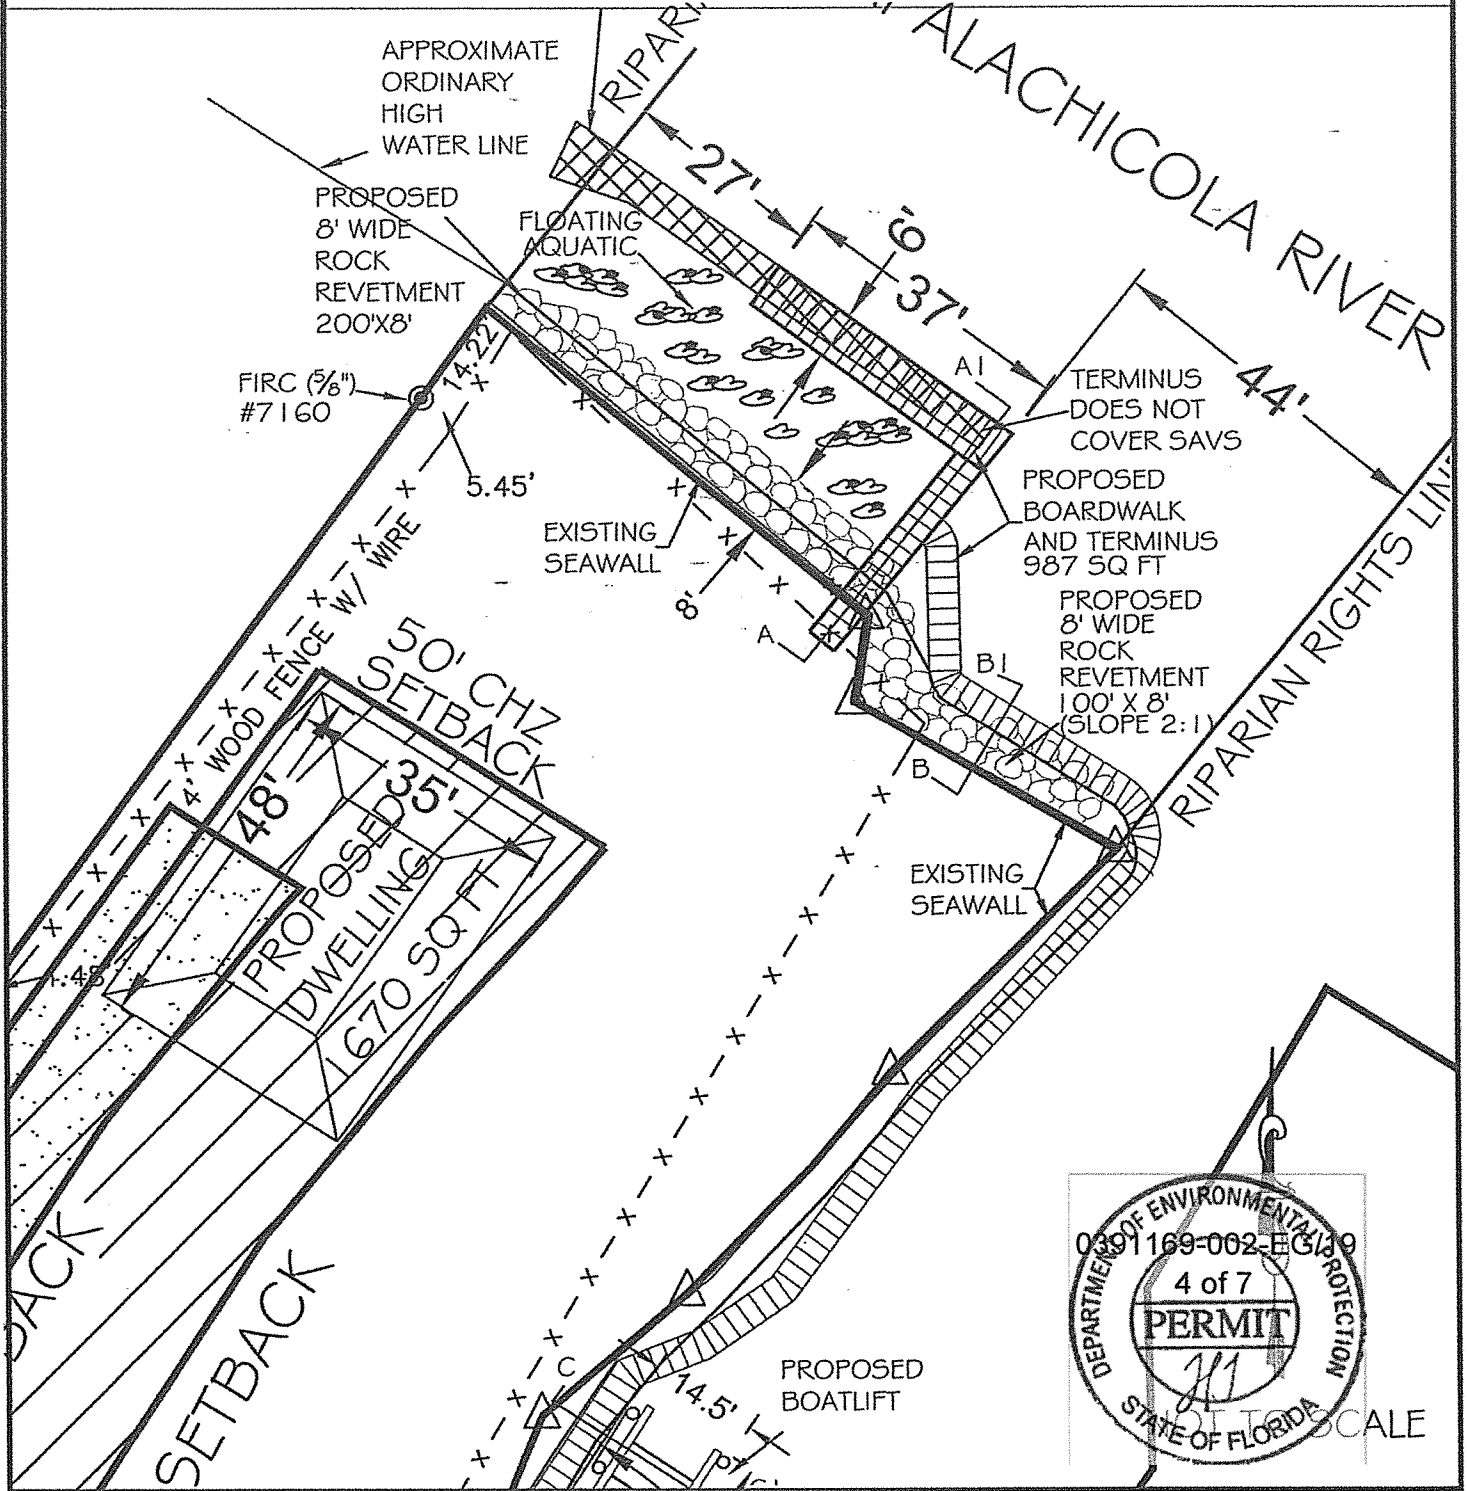 APPROXIMATE
ORDINARY
HIGH
WATER LINE
ALACHICOLA RIVER
27'
6'
37'
44'
PROPOSED
8' WIDE
ROCK
REVETMENT
200'X8'
FLOATING
AQUATIC
FIRC (5/8")
#7160
14.22'
5.45'
A1
TERMINUS
DOES NOT
COVER SAVS
PROPOSED
BOARDWALK
AND TERMINUS
987 SQ FT
EXISTING
SEAWALL
8'
A
PROPOSED
8' WIDE
ROCK
REVETMENT
100' X 8'
(SLOPE 2:1)
B1
B
RIPARIAN RIGHTS LINE
4' WOOD FENCE W/ WIRE
50' CHZ
SETBACK
48'
35'
PROPOSED
DWELLING
1670 SQ FT
EXISTING
SEAWALL
SETBACK
C
14.5'
PROPOSED
BOATLIFT
DEPARTMENT OF ENVIRONMENTAL PROTECTION
0391169-002-EG/19
4 of 7
PERMIT
STATE OF FLORIDA
NOT TO SCALE